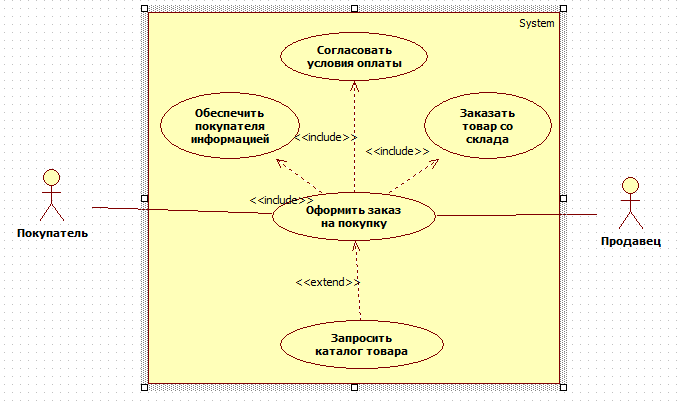 System
Согласовать
условия оплаты
Обеспечить
покупателя
информацией
Заказать
товар со
склада
<<include>>
<<include>>
<<include>>
Оформить заказ
на покупку
Покупатель
Продавец
<<extend>>
Запросить
каталог товара